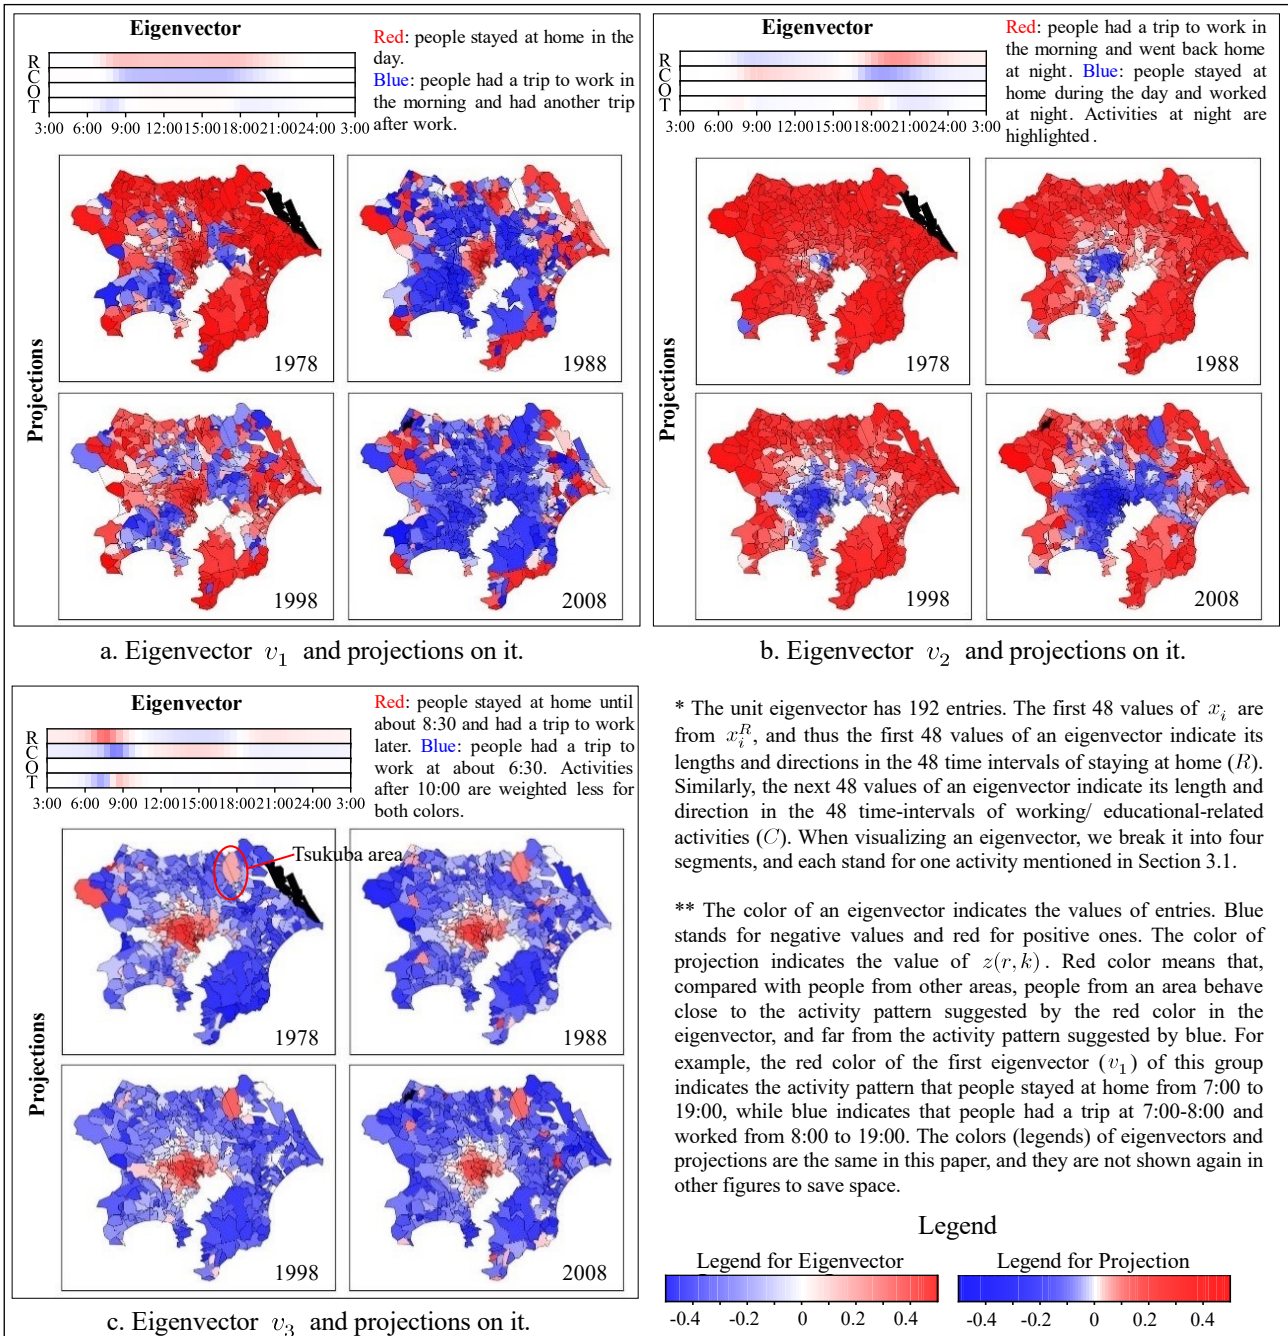 Eigenvector
R
C
O
T
3:00 6:00 9:00 12:00 15:00 18:00 21:00 24:00 3:00
Red: people stayed at home in the
day.
Blue: people had a trip to work in
the morning and had another trip
after work.
Projections
1978
1988
1998
2008
a. Eigenvector v₁ and projections on it.
Eigenvector
R
C
O
T
3:00 6:00 9:00 12:00 15:00 18:00 21:00 24:00 3:00
Red: people had a trip to work in
the morning and went back home
at night. Blue: people stayed at
home during the day and worked
at night. Activities at night are
highlighted .
Projections
1978
1988
1998
2008
b. Eigenvector v₂ and projections on it.
Eigenvector
R
C
O
T
3:00 6:00 9:00 12:00 15:00 18:00 21:00 24:00 3:00
Red: people stayed at home until
about 8:30 and had a trip to work
later. Blue: people had a trip to
work at about 6:30. Activities
after 10:00 are weighted less for
both colors.
Projections
Tsukuba area
1978
1988
1998
2008
c. Eigenvector v₃ and projections on it.
* The unit eigenvector has 192 entries. The first 48 values of xᵢ are
from xᵢᴿ, and thus the first 48 values of an eigenvector indicate its
lengths and directions in the 48 time intervals of staying at home (R).
Similarly, the next 48 values of an eigenvector indicate its length and
direction in the 48 time-intervals of working/ educational-related
activities (C). When visualizing an eigenvector, we break it into four
segments, and each stand for one activity mentioned in Section 3.1.
** The color of an eigenvector indicates the values of entries. Blue
stands for negative values and red for positive ones. The color of
projection indicates the value of z(r, k). Red color means that,
compared with people from other areas, people from an area behave
close to the activity pattern suggested by the red color in the
eigenvector, and far from the activity pattern suggested by blue. For
example, the red color of the first eigenvector (v₁) of this group
indicates the activity pattern that people stayed at home from 7:00 to
19:00, while blue indicates that people had a trip at 7:00-8:00 and
worked from 8:00 to 19:00. The colors (legends) of eigenvectors and
projections are the same in this paper, and they are not shown again in
other figures to save space.
Legend
Legend for Eigenvector
-0.4 -0.2 0 0.2 0.4
Legend for Projection
-0.4 -0.2 0 0.2 0.4